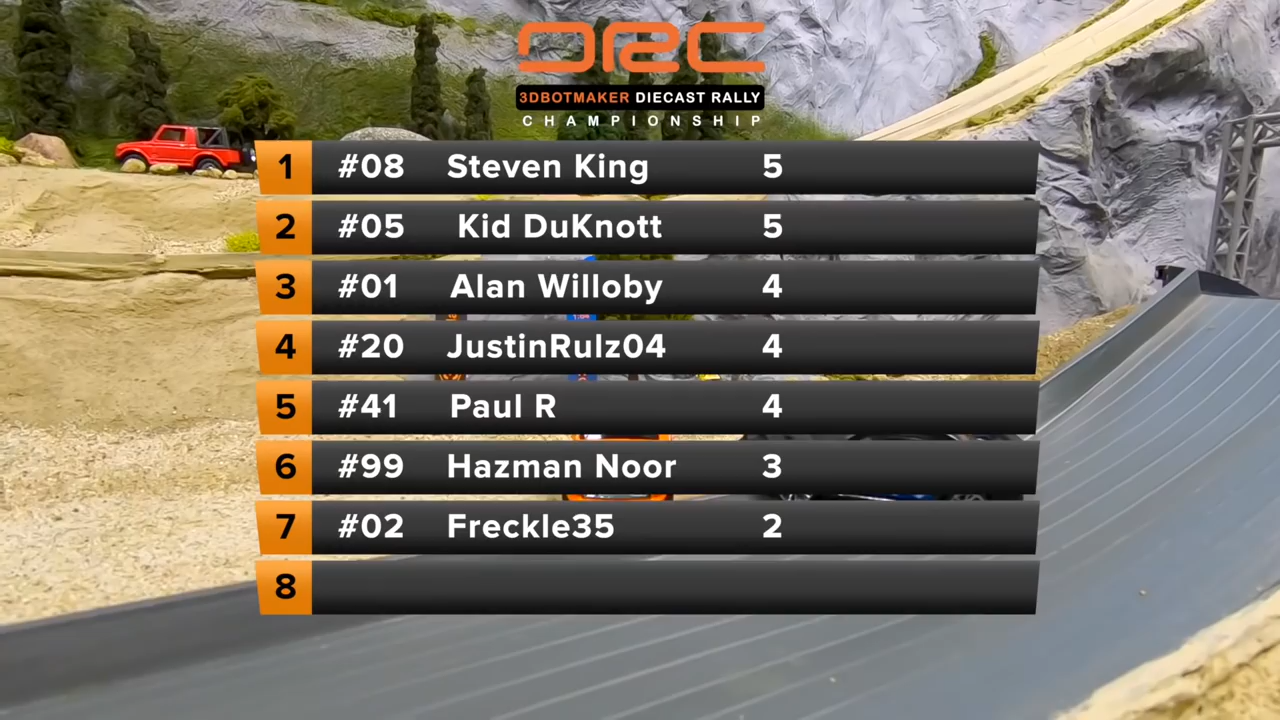 DRC
3DBOTMAKER DIECAST RALLY
CHAMPIONSHIP
1 #08 Steven King 5
2 #05 Kid DuKnott 5
3 #01 Alan Willoby 4
4 #20 JustinRulz04 4
5 #41 Paul R 4
6 #99 Hazman Noor 3
7 #02 Freckle35 2
8